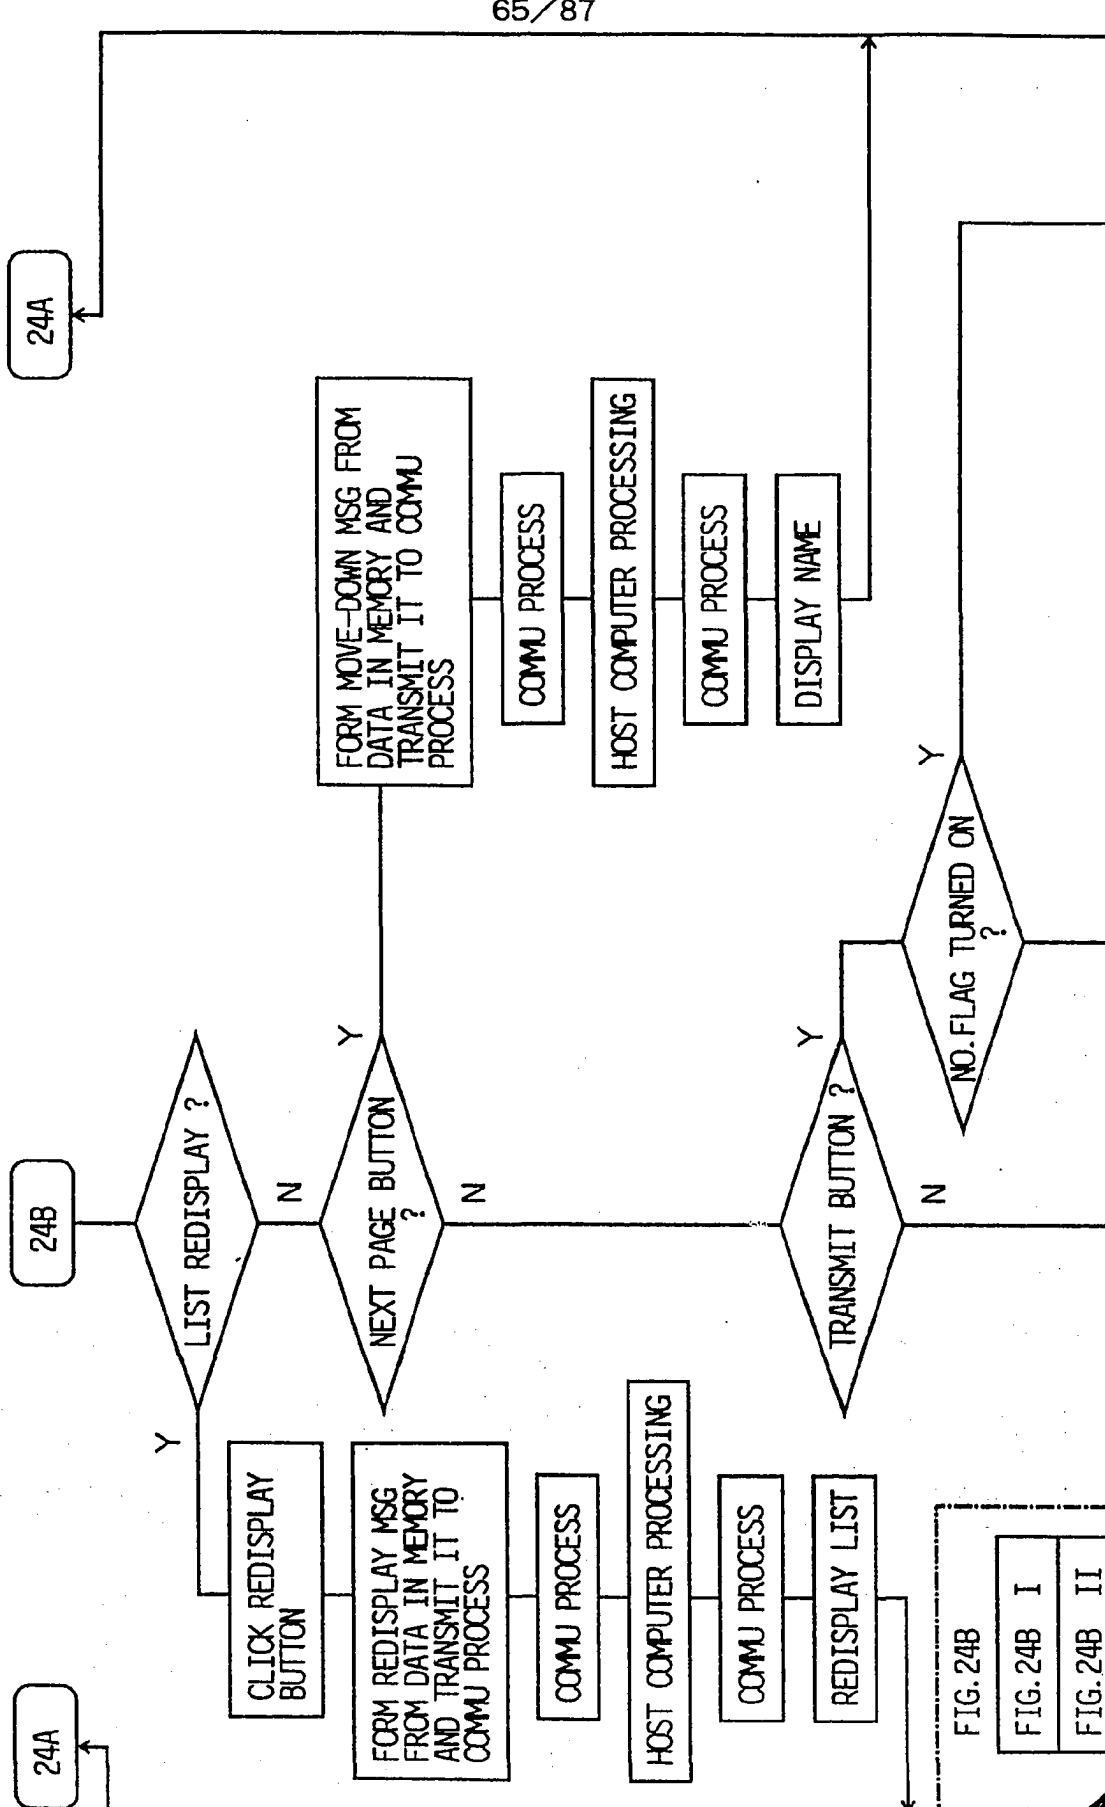 65/87
24A
24B
24A
LIST REDISPLAY ?
Y
N
CLICK REDISPLAY
BUTTON
FORM REDISPLAY MSG
FROM DATA IN MEMORY
AND TRANSMIT IT TO
COMMU PROCESS
COMMU PROCESS
HOST COMPUTER PROCESSING
COMMU PROCESS
REDISPLAY LIST
NEXT PAGE BUTTON
?
Y
N
FORM MOVE-DOWN MSG FROM
DATA IN MEMORY AND
TRANSMIT IT TO COMMU
PROCESS
COMMU PROCESS
HOST COMPUTER PROCESSING
COMMU PROCESS
DISPLAY NAME
TRANSMIT BUTTON ?
Y
N
NO.FLAG TURNED ON
?
Y
FIG.24B
FIG.24B I
FIG.24B II